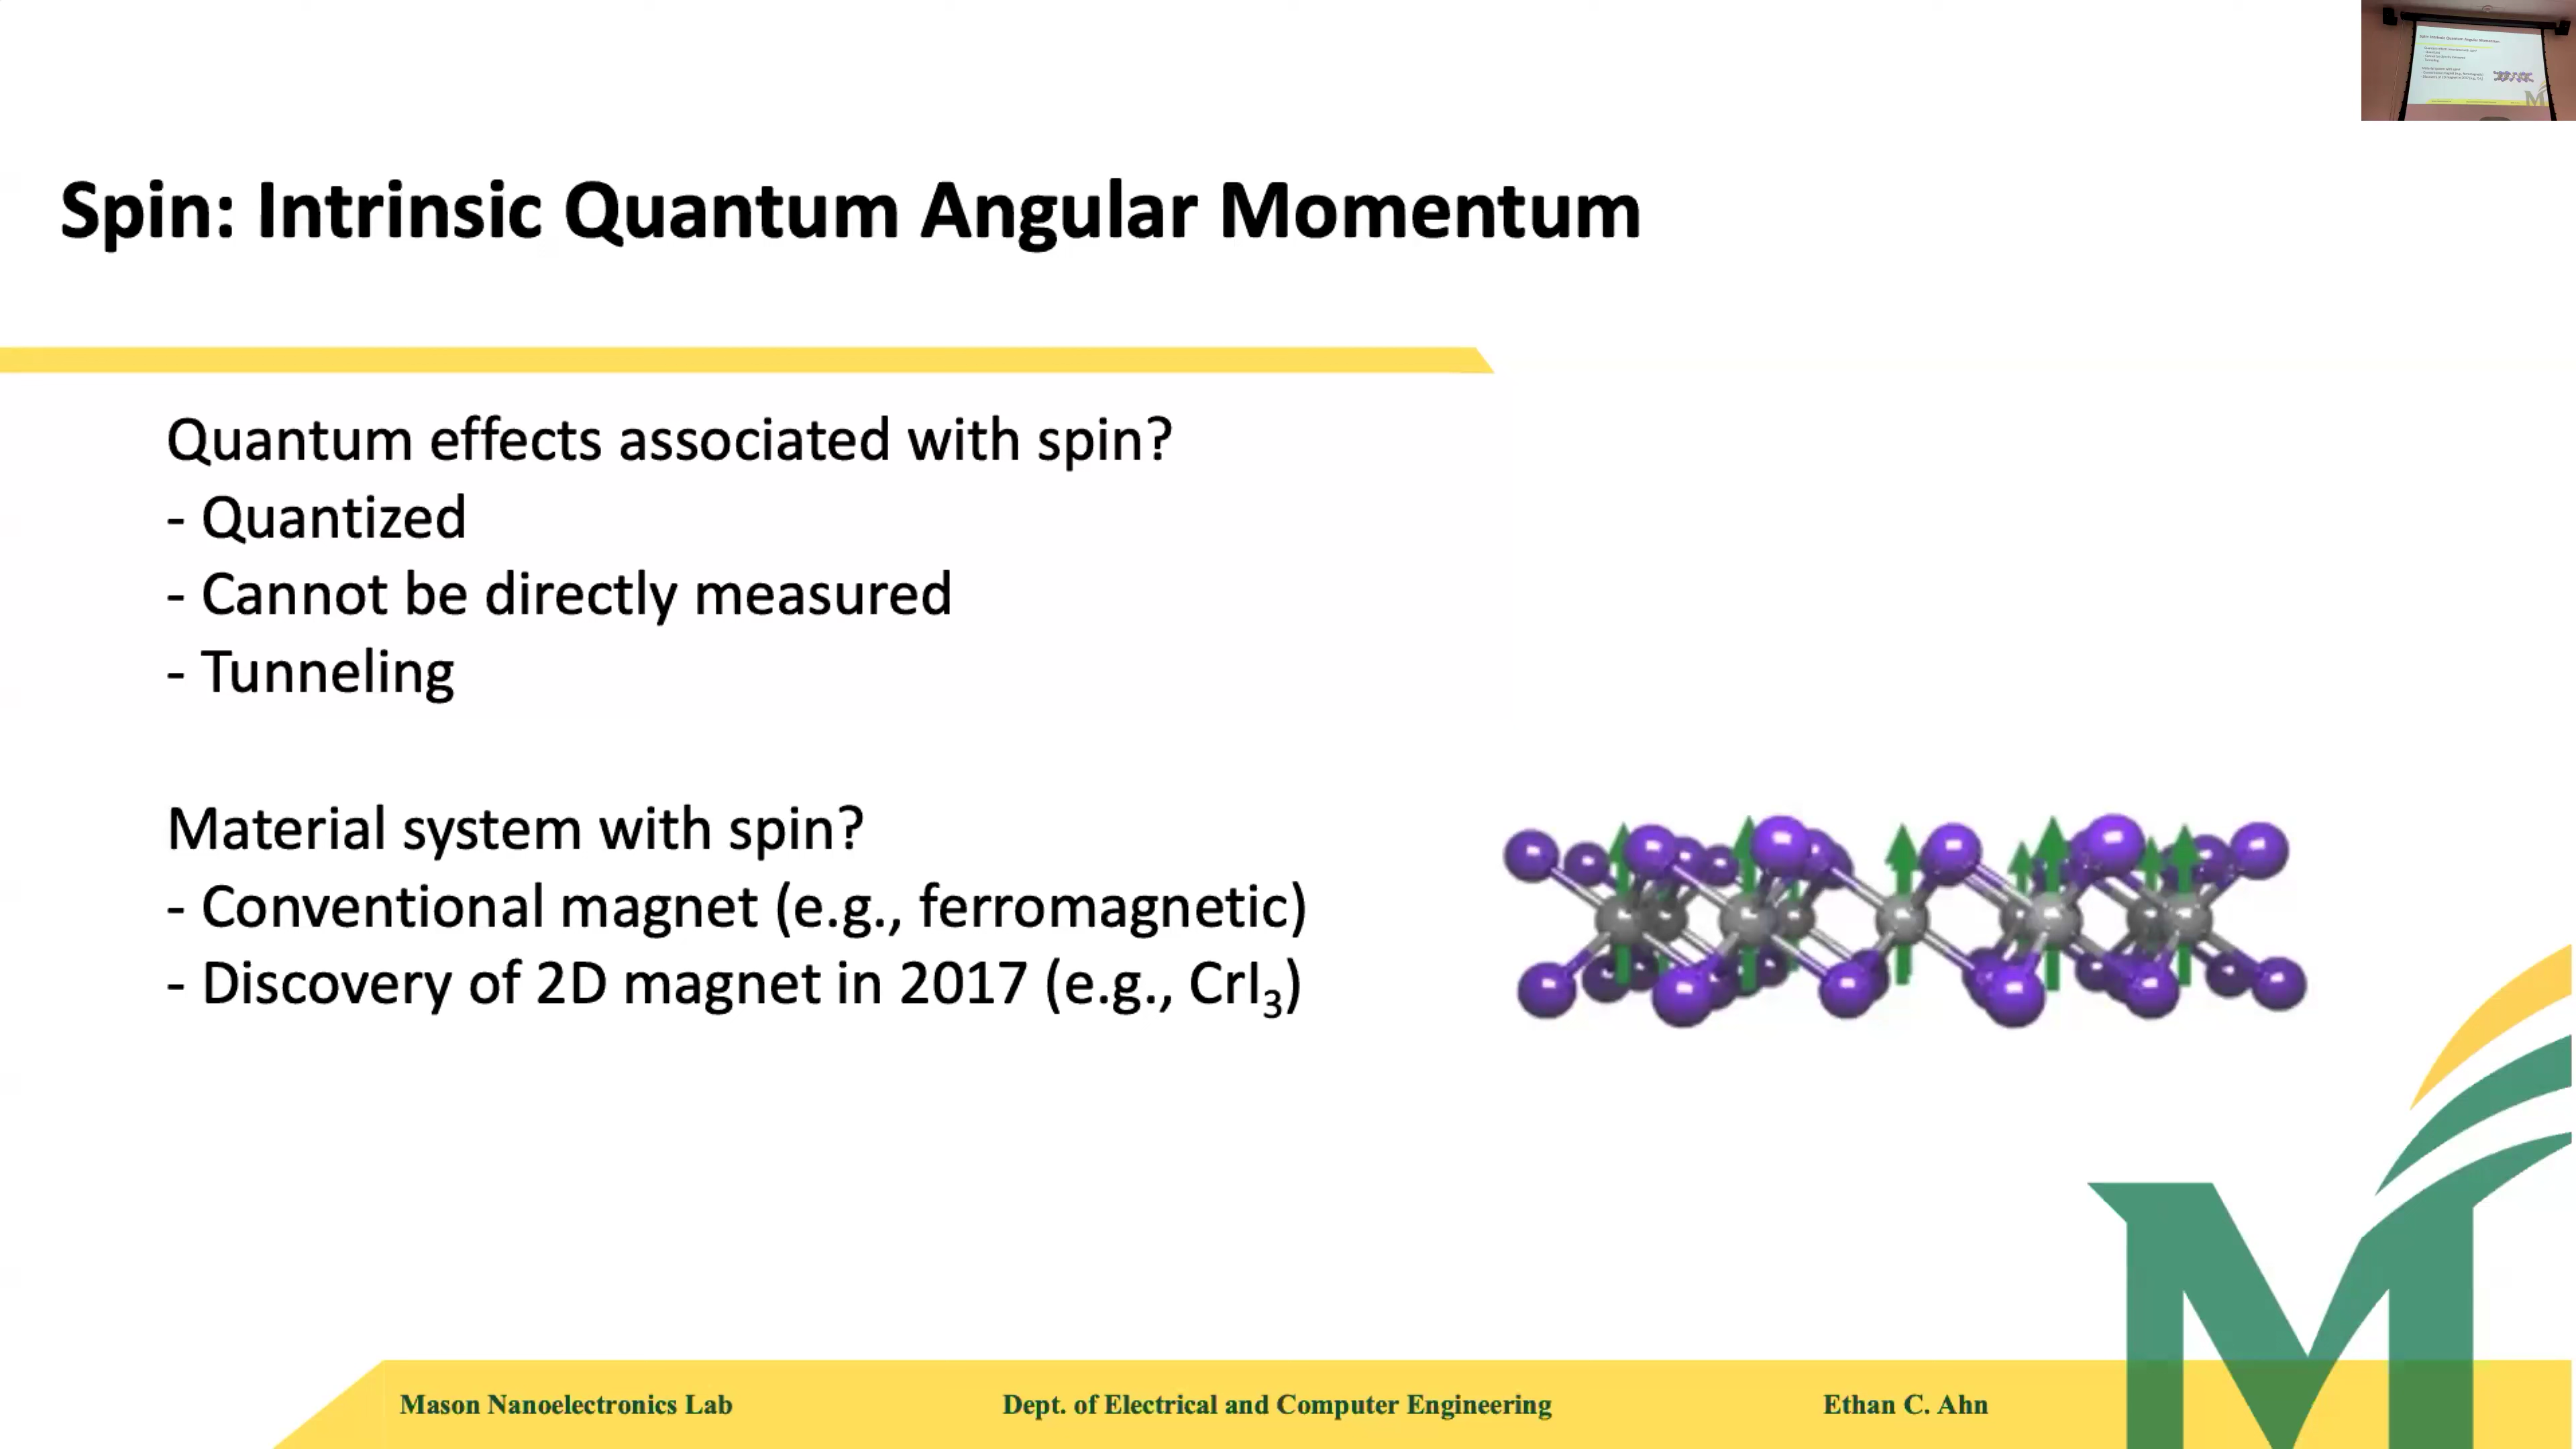 Spin: Intrinsic Quantum Angular Momentum
Quantum effects associated with spin?
- Quantized
- Cannot be directly measured
- Tunneling
Material system with spin?
- Conventional magnet (e.g., ferromagnetic)
- Discovery of 2D magnet in 2017 (e.g., CrI₃)
M
Mason Nanoelectronics Lab
Dept. of Electrical and Computer Engineering
Ethan C. Ahn